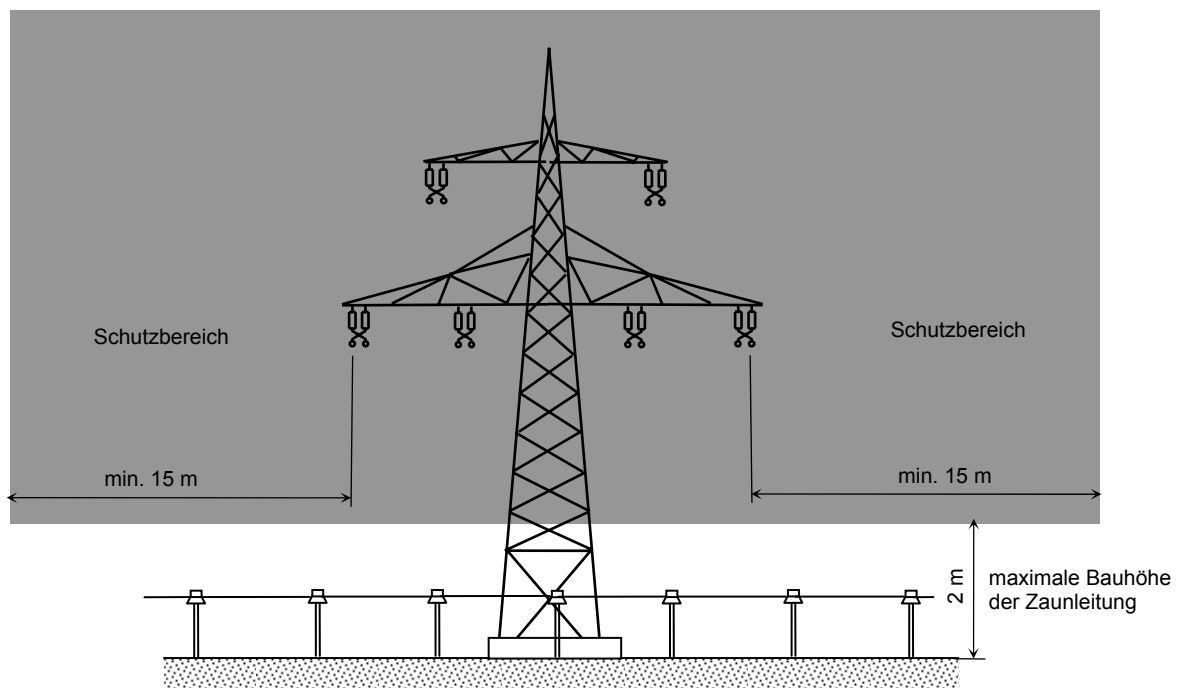 Schutzbereich
Schutzbereich
min. 15 m
min. 15 m
2 m
maximale Bauhöhe
der Zaunleitung